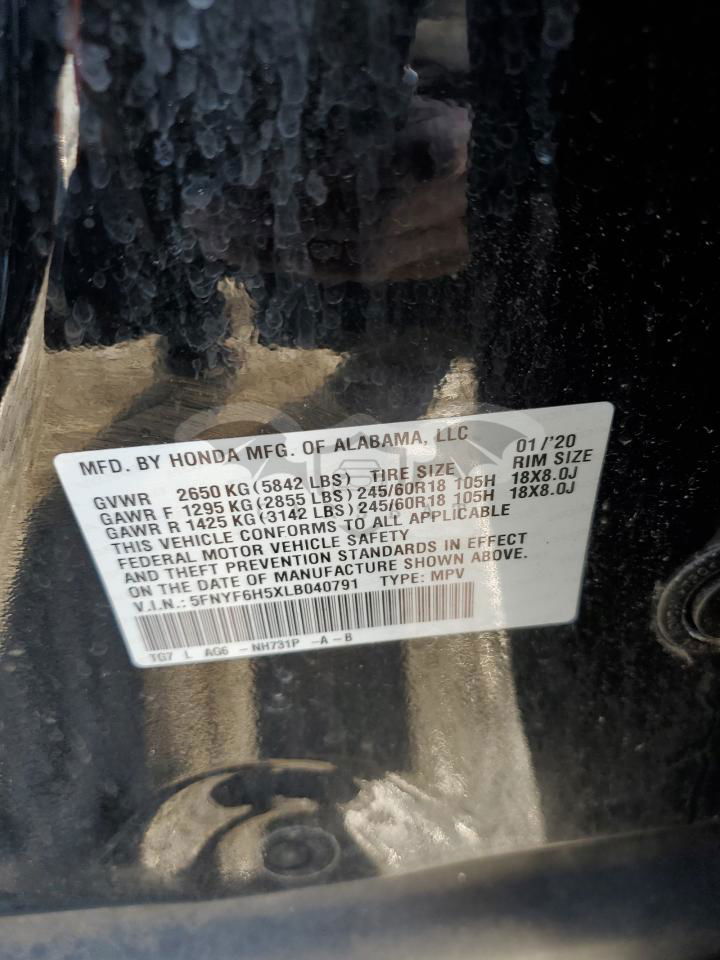 MFD. BY HONDA MFG. OF ALABAMA, LLC 01/'20
GVWR 2650 KG (5842 LBS) TIRE SIZE RIM SIZE
GAWR F 1295 KG (2855 LBS) 245/60R18 105H 18X8.0J
GAWR R 1425 KG (3142 LBS) 245/60R18 105H 18X8.0J
THIS VEHICLE CONFORMS TO ALL APPLICABLE
FEDERAL MOTOR VEHICLE SAFETY
AND THEFT PREVENTION STANDARDS IN EFFECT
ON THE DATE OF MANUFACTURE SHOWN ABOVE.
V.I.N.: 5FNYF6H5XLB040791 TYPE: MPV
TG7 L AG6 - NH731P -A-B